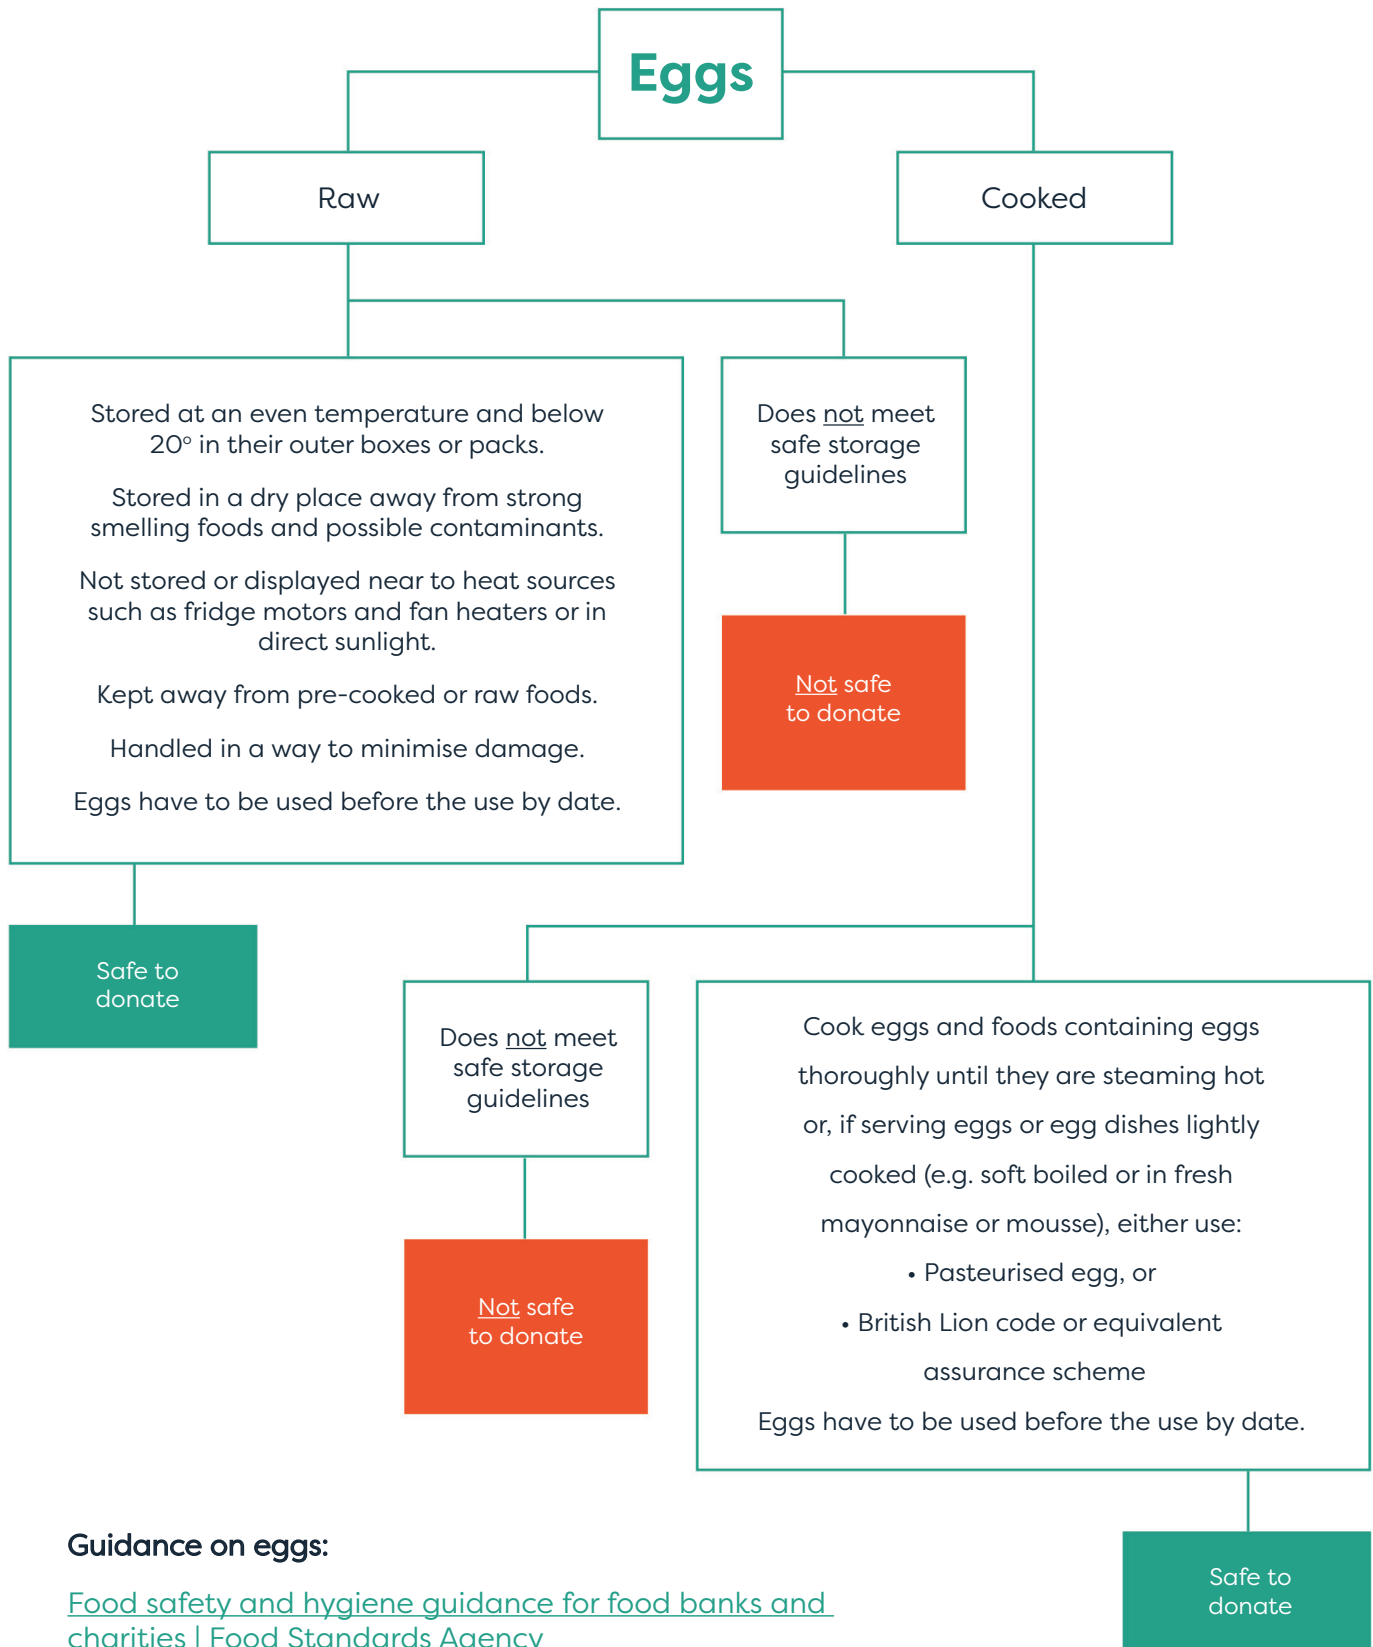 Eggs
Raw
Cooked
Stored at an even temperature and below
20° in their outer boxes or packs.
Stored in a dry place away from strong
smelling foods and possible contaminants.
Not stored or displayed near to heat sources
such as fridge motors and fan heaters or in
direct sunlight.
Kept away from pre-cooked or raw foods.
Handled in a way to minimise damage.
Eggs have to be used before the use by date.
Does not meet
safe storage
guidelines
Not safe
to donate
Safe to
donate
Does not meet
safe storage
guidelines
Not safe
to donate
Cook eggs and foods containing eggs
thoroughly until they are steaming hot
or, if serving eggs or egg dishes lightly
cooked (e.g. soft boiled or in fresh
mayonnaise or mousse), either use:
• Pasteurised egg, or
• British Lion code or equivalent
assurance scheme
Eggs have to be used before the use by date.
Safe to
donate
Guidance on eggs:
Food safety and hygiene guidance for food banks and
charities | Food Standards Agency